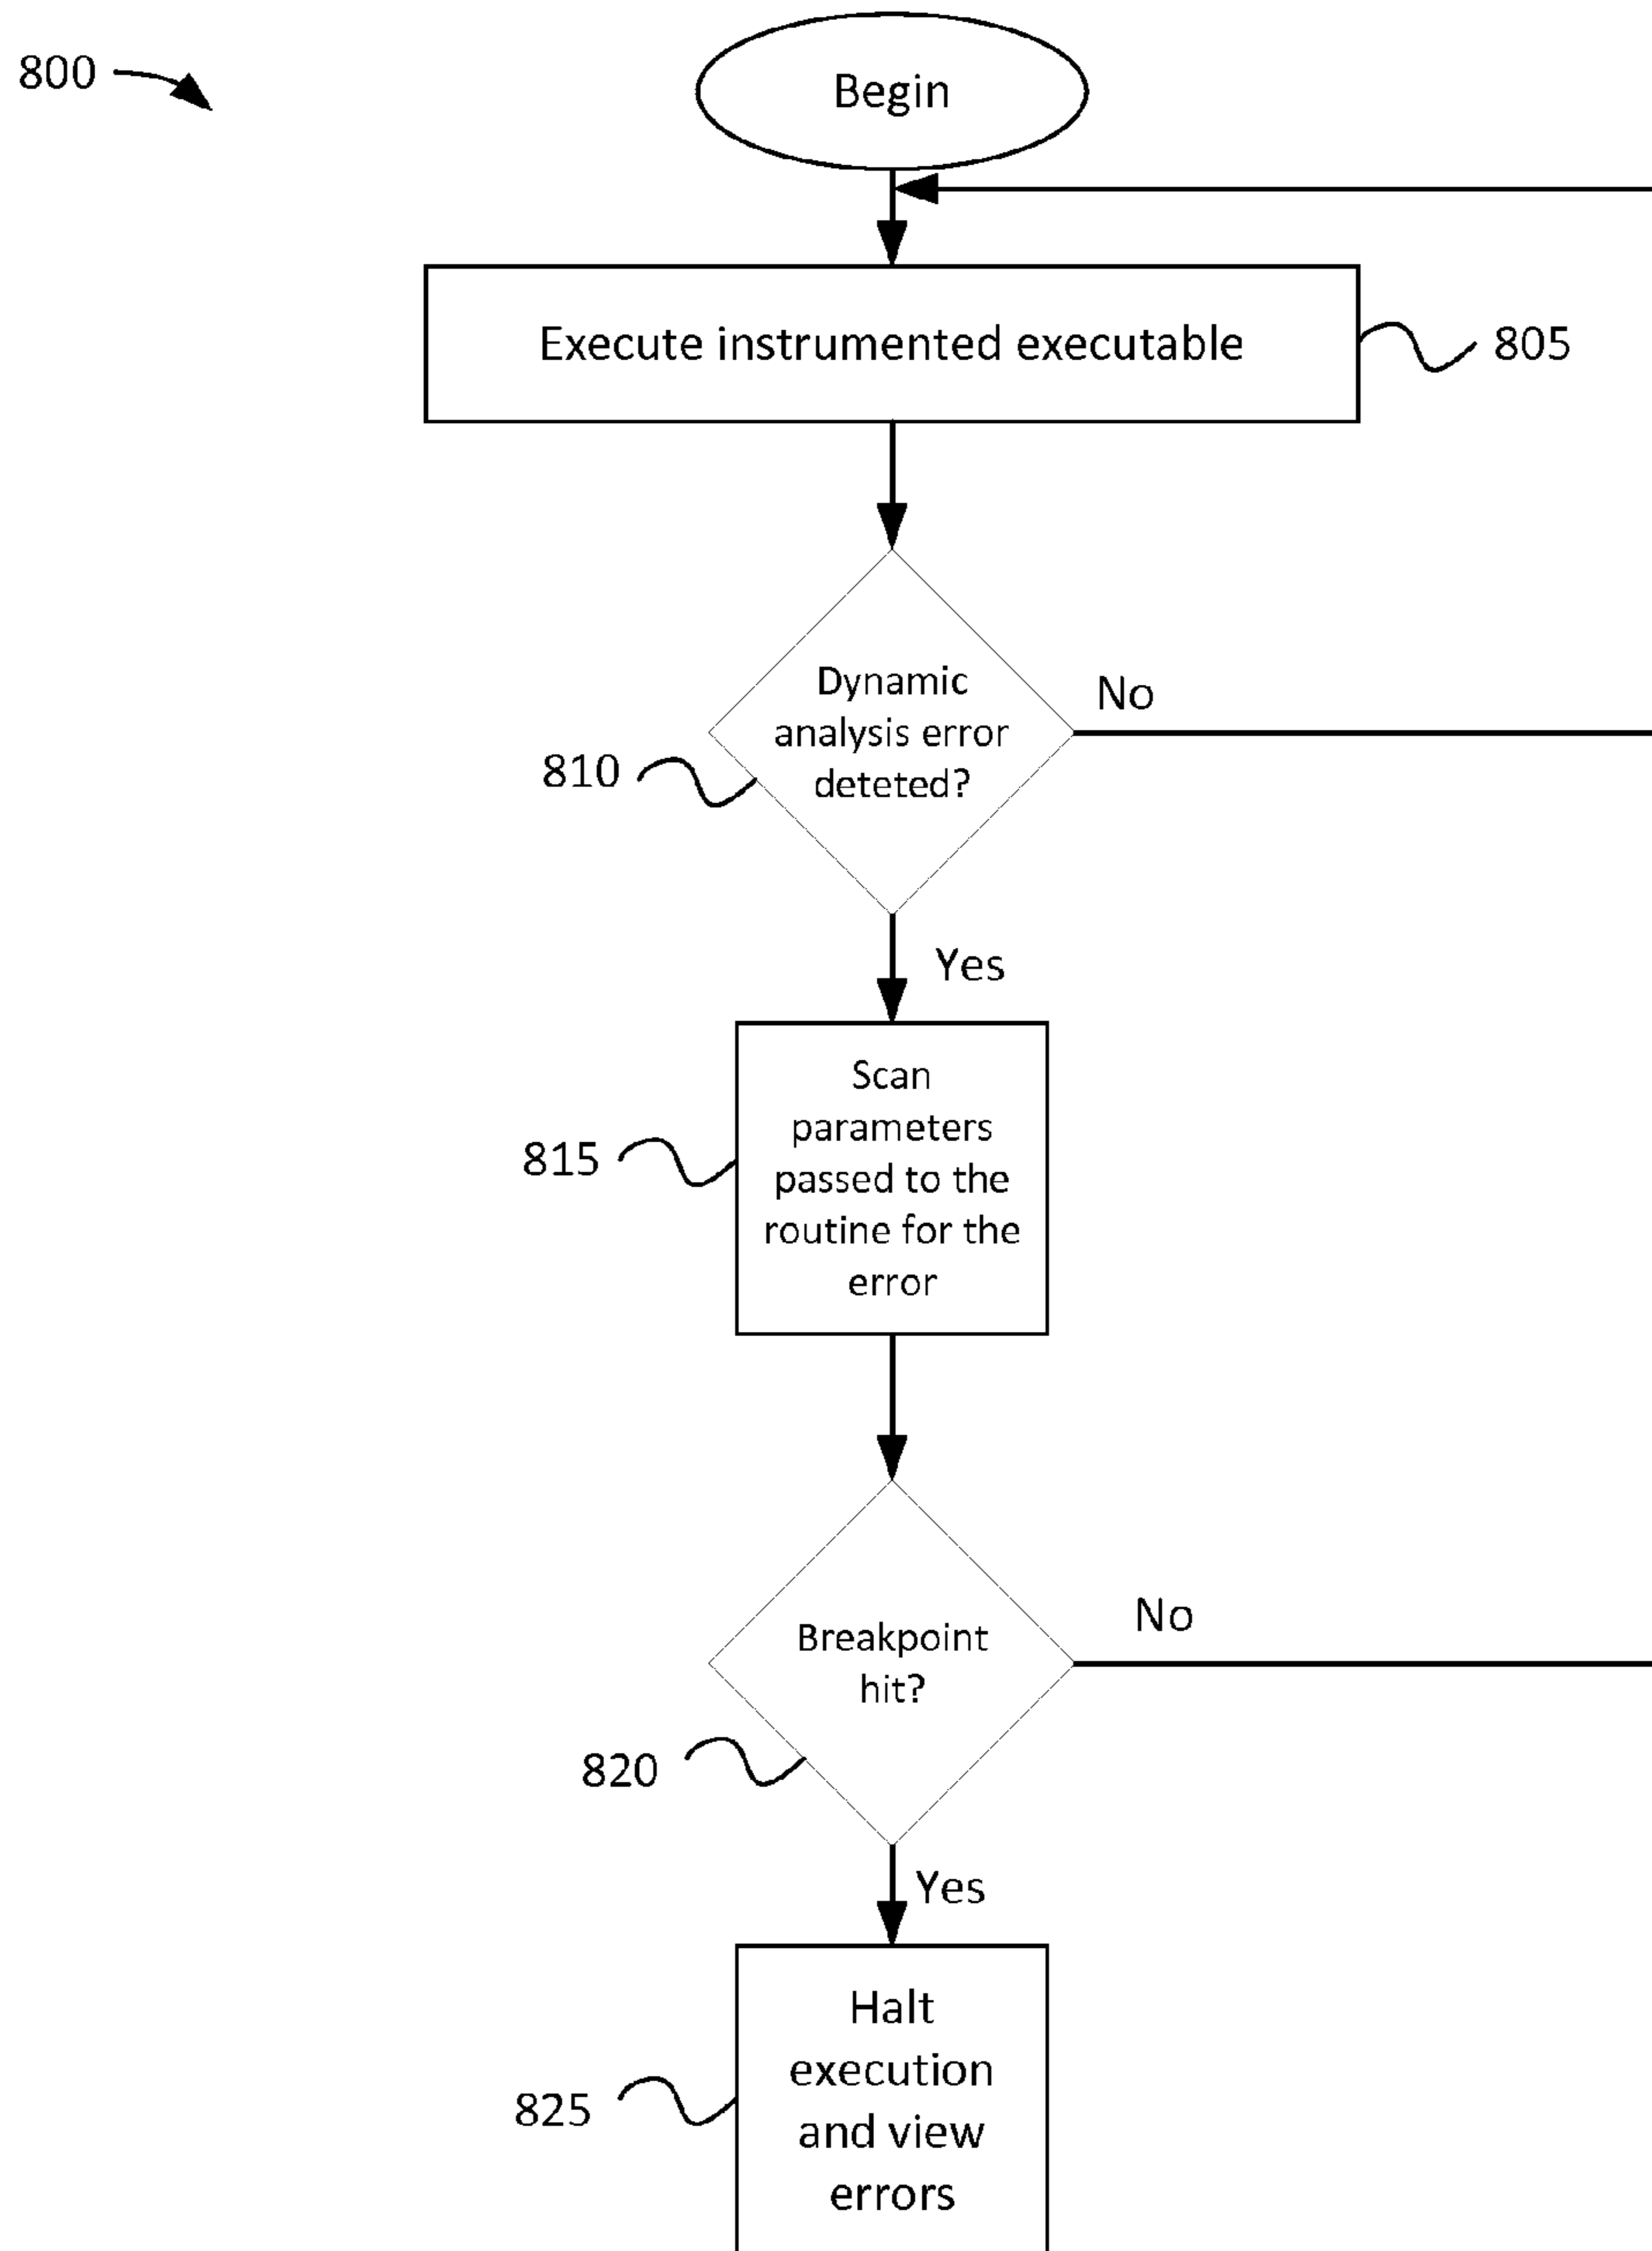 800
Begin
Execute instrumented executable
805
Dynamic
analysis error
deteted?
No
810
Yes
Scan
parameters
passed to the
routine for the
error
815
Breakpoint
hit?
No
820
Yes
Halt
execution
and view
errors
825